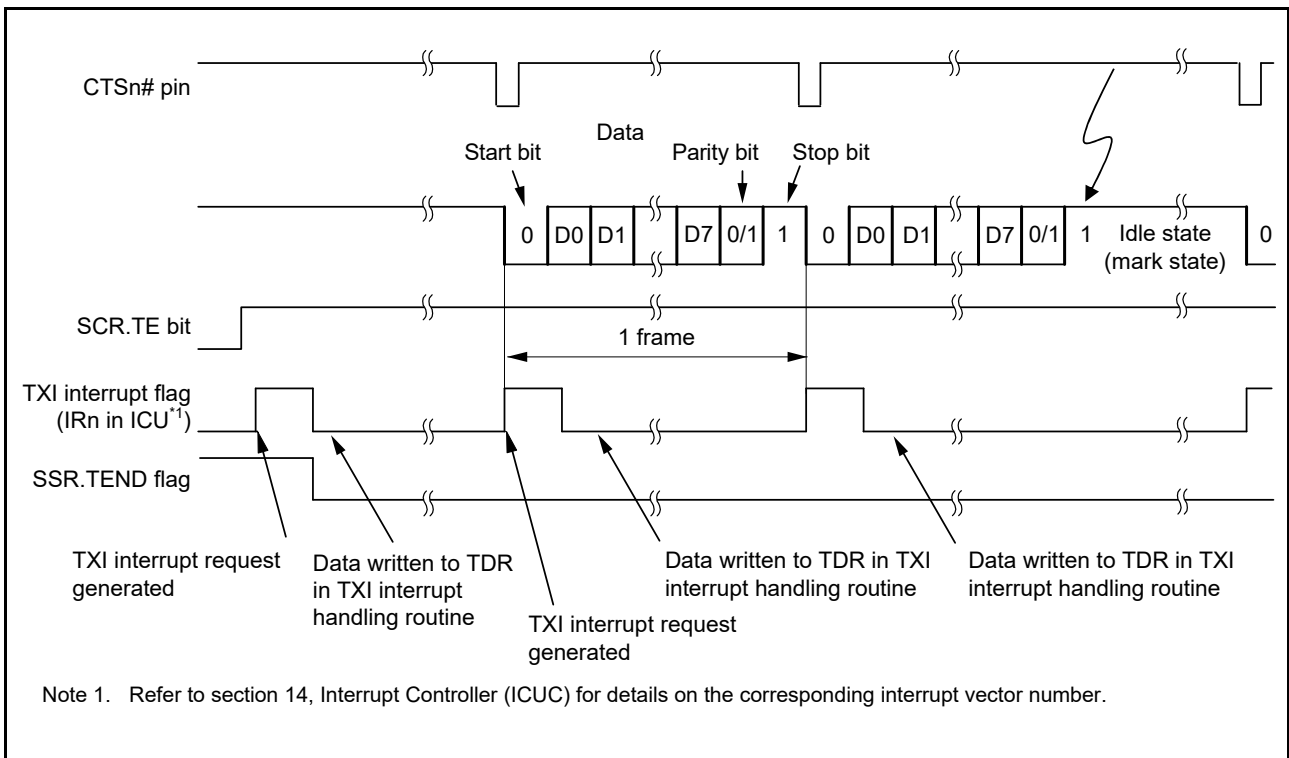 CTSn# pin
Data
Start bit
Parity bit
Stop bit
0 D0 D1 D7 0/1 1 0 D0 D1 D7 0/1 1 Idle state 0
(mark state)
SCR.TE bit
1 frame
TXI interrupt flag
(IRn in ICU*1)
SSR.TEND flag
TXI interrupt request
generated
Data written to TDR
in TXI interrupt
handling routine
TXI interrupt request
generated
Data written to TDR in TXI
interrupt handling routine
Data written to TDR in TXI
interrupt handling routine
Note 1. Refer to section 14, Interrupt Controller (ICUC) for details on the corresponding interrupt vector number.